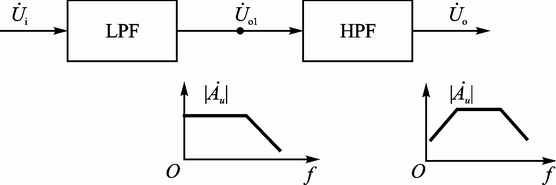 U̇i LPF U̇o1 HPF U̇o
|Ȧu| |Ȧu|
O f O f